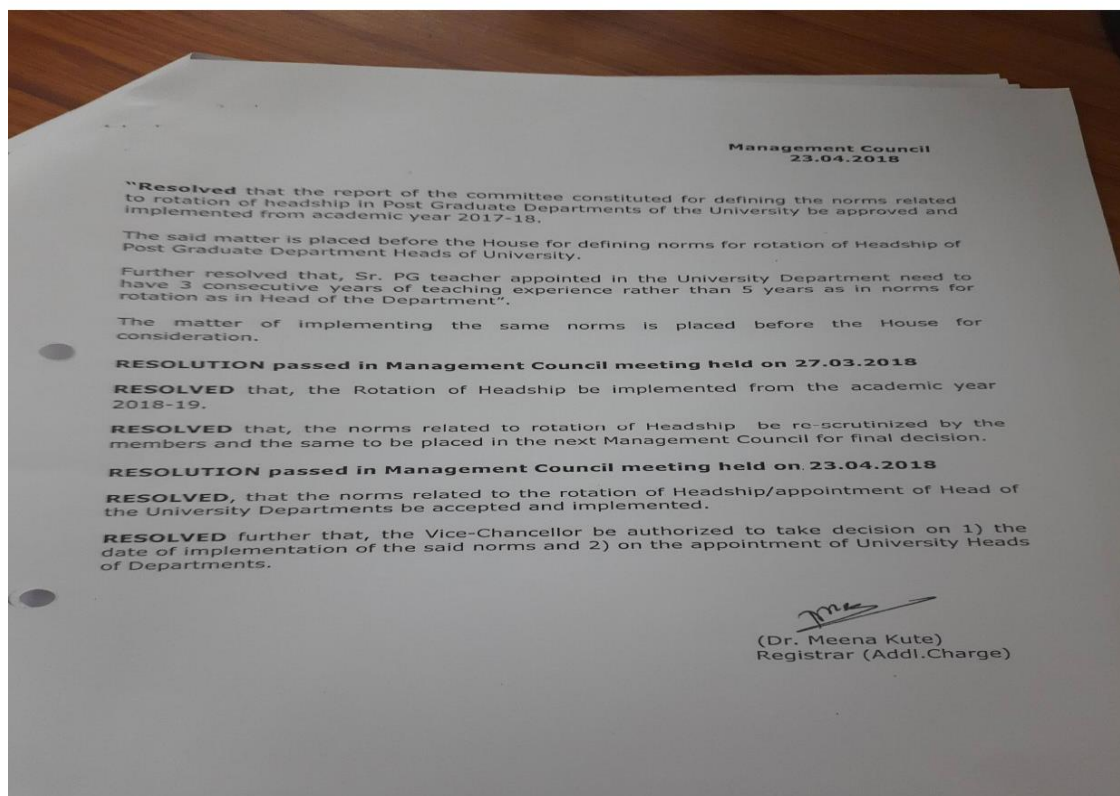 Management Council
23.04.2018
"Resolved that the report of the committee constituted for defining the norms related
to rotation of headship in Post Graduate Departments of the University be approved and
implemented from academic year 2017-18.
The said matter is placed before the House for defining norms for rotation of Headship of
Post Graduate Department Heads of University.
Further resolved that, Sr. PG teacher appointed in the University Department need to
have 3 consecutive years of teaching experience rather than 5 years as in norms for
rotation as in Head of the Department".
The matter of implementing the same norms is placed before the House for
consideration.
RESOLUTION passed in Management Council meeting held on 27.03.2018
RESOLVED that, the Rotation of Headship be implemented from the academic year
2018-19.
RESOLVED that, the norms related to rotation of Headship be re-scrutinized by the
members and the same to be placed in the next Management Council for final decision.
RESOLUTION passed in Management Council meeting held on 23.04.2018
RESOLVED, that the norms related to the rotation of Headship/appointment of Head of
the University Departments be accepted and implemented.
RESOLVED further that, the Vice-Chancellor be authorized to take decision on 1) the
date of implementation of the said norms and 2) on the appointment of University Heads
of Departments.
(Dr. Meena Kute)
Registrar (Addl.Charge)